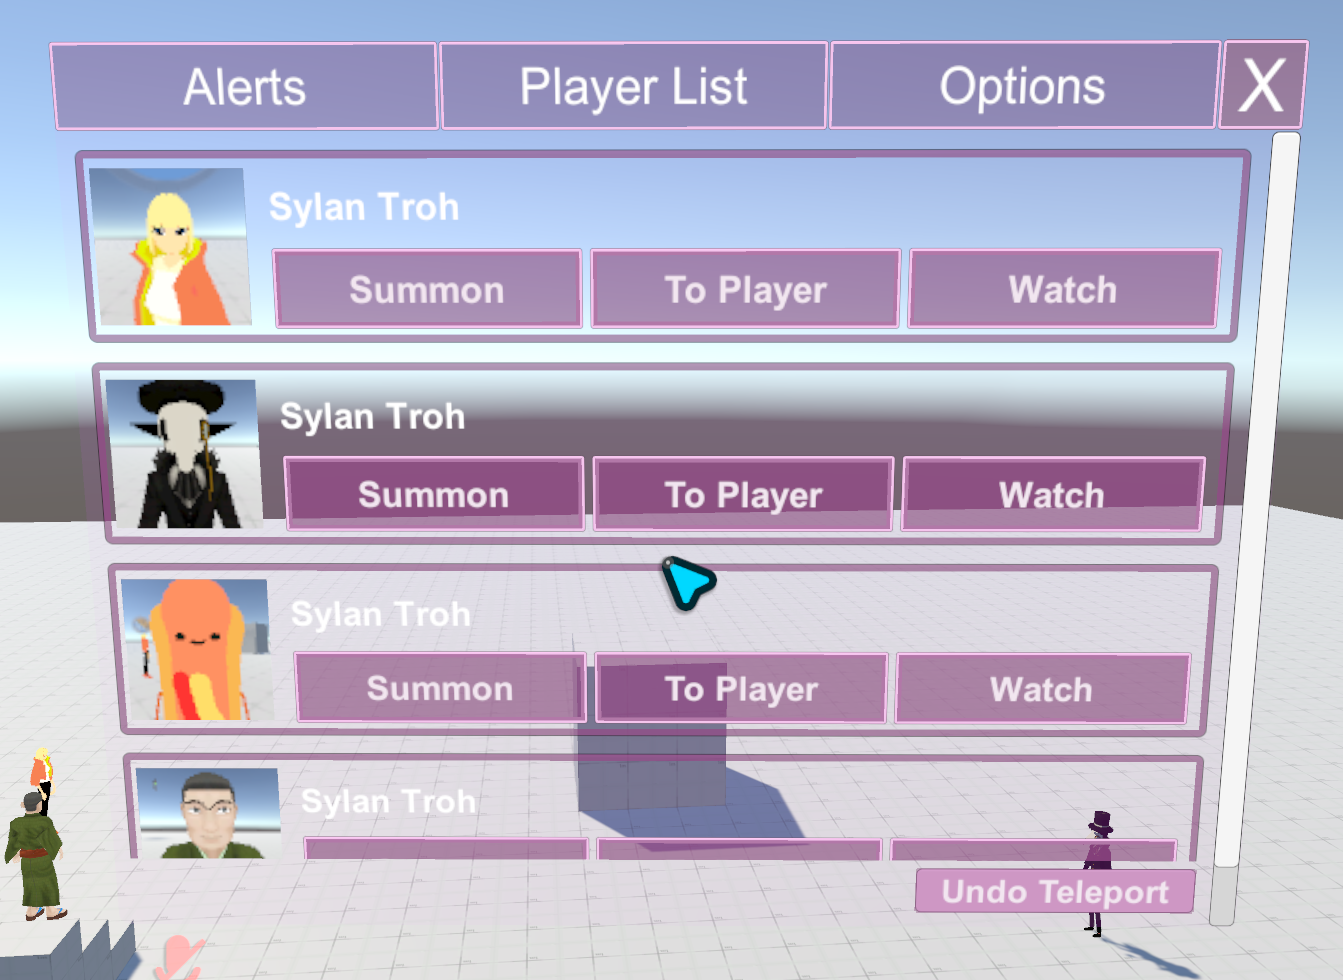 Alerts Player List Options X
Sylan Troh
Summon To Player Watch
Sylan Troh
Summon To Player Watch
Sylan Troh
Summon To Player Watch
Sylan Troh
Undo Teleport